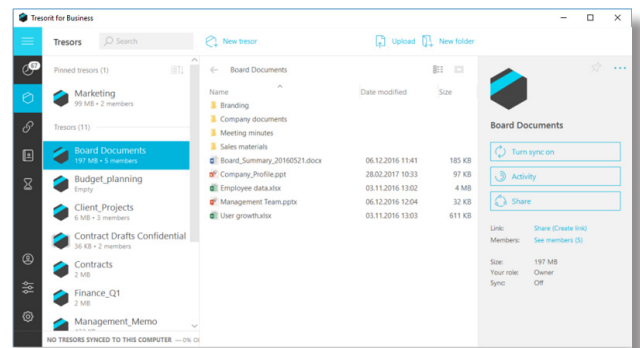 Tresorit for Business
Tresors
Search
New tresor
Upload
New folder
67
Pinned tresors (1)
Marketing
99 MB • 2 members
Tresors (11)
Board Documents
197 MB • 5 members
Budget_planning
Empty
Client_Projects
6 MB • 3 members
Contract Drafts Confidential
36 KB • 2 members
Contracts
2 MB
Finance_Q1
2 MB
Management_Memo
NO TRESORS SYNCED TO THIS COMPUTER — 0%
Board Documents
Name Date modified Size
Branding
Company documents
Meeting minutes
Sales materials
Board_Summary_20160521.docx 06.12.2016 11:41 185 KB
Company_Profile.ppt 28.02.2017 10:33 97 KB
Employee data.xlsx 03.11.2016 13:02 4 MB
Management Team.pptx 06.12.2016 12:04 32 KB
User growth.xlsx 03.11.2016 13:03 611 KB
Board Documents
Turn sync on
Activity
Share
Link: Share (Create link)
Members: See members (5)
Size: 197 MB
Your role: Owner
Sync: Off